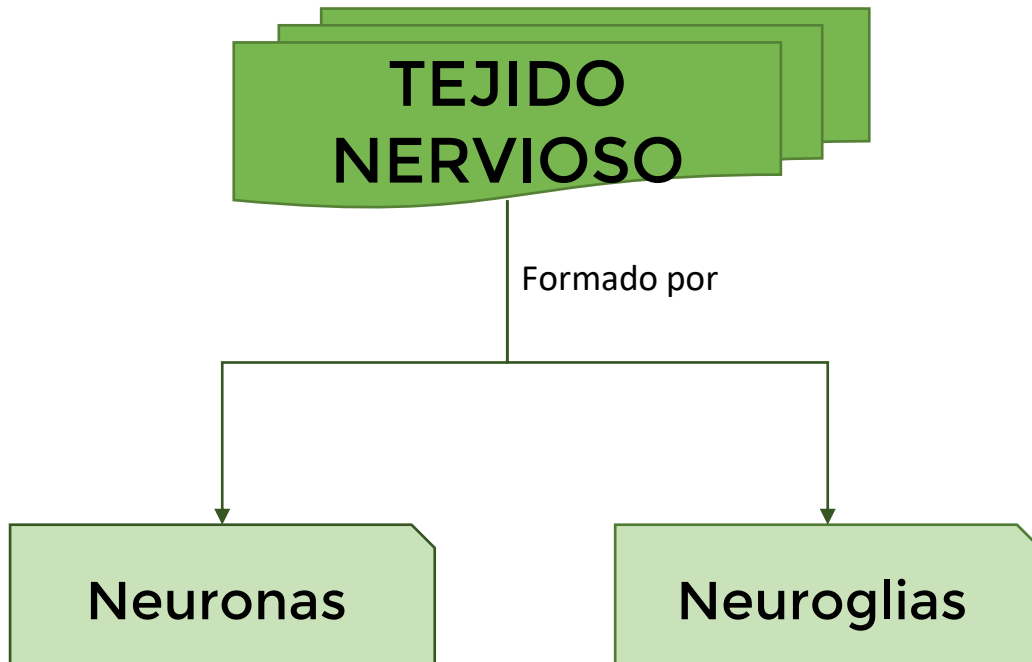 TEJIDO
NERVIOSO
Formado por
Neuronas
Neuroglias